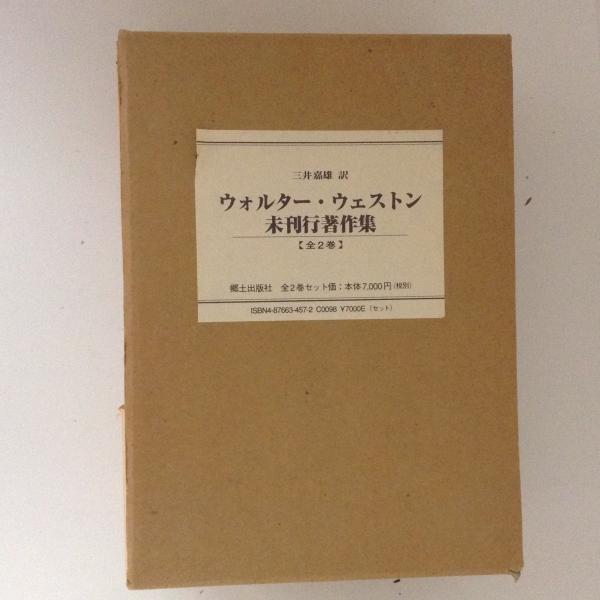 三井嘉雄 訳
ウォルター・ウェストン
未刊行著作集
【全2巻】
郷土出版社 全2巻セット価：本体7,000円（税別）
ISBN4-87663-457-2 C0098 ¥7000E（セット）